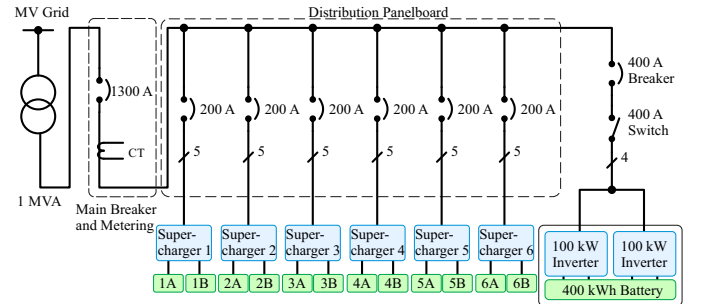 MV Grid
Distribution Panelboard
1300 A
200 A
200 A
200 A
200 A
200 A
200 A
400 A
Breaker
400 A
Switch
CT
5
5
5
5
5
5
4
1 MVA
Main Breaker
and Metering
Super-
charger 1
Super-
charger 2
Super-
charger 3
Super-
charger 4
Super-
charger 5
Super-
charger 6
100 kW
Inverter
100 kW
Inverter
1A
1B
2A
2B
3A
3B
4A
4B
5A
5B
6A
6B
400 kWh Battery